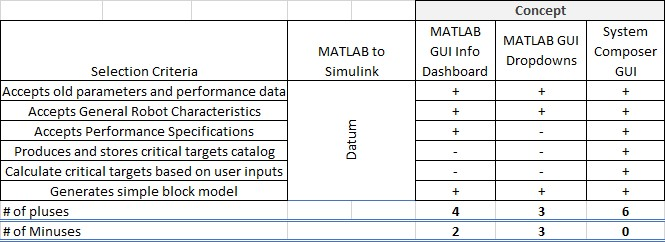 Concept
Selection Criteria MATLAB to Simulink MATLAB GUI Info Dashboard MATLAB GUI Dropdowns System Composer GUI
Accepts old parameters and performance data Datum + + +
Accepts General Robot Characteristics + + +
Accepts Performance Specifications + - +
Produces and stores critical targets catalog - - +
Calculate critical targets based on user inputs - - +
Generates simple block model + + +
# of pluses 4 3 6
# of Minuses 2 3 0